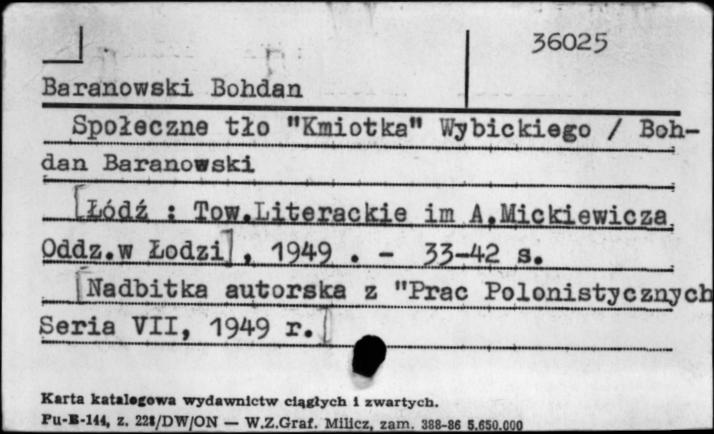 36025
Baranowski Bohdan
Społeczne tło "Kmiotka" Wybickiego / Boh-
dan Baranowski
[Łódź : Tow.Literackie im A.Mickiewicza
Oddz.w Łodzi], 1949 . - 33-42 s.
[Nadbitka autorska z "Prac Polonistycznych
Seria VII, 1949 r.]
Karta katalogowa wydawnictw ciągłych i zwartych.
Pu-B-144, z. 228/DW/ON — W.Z.Graf. Milicz, zam. 388-86 5.650.000